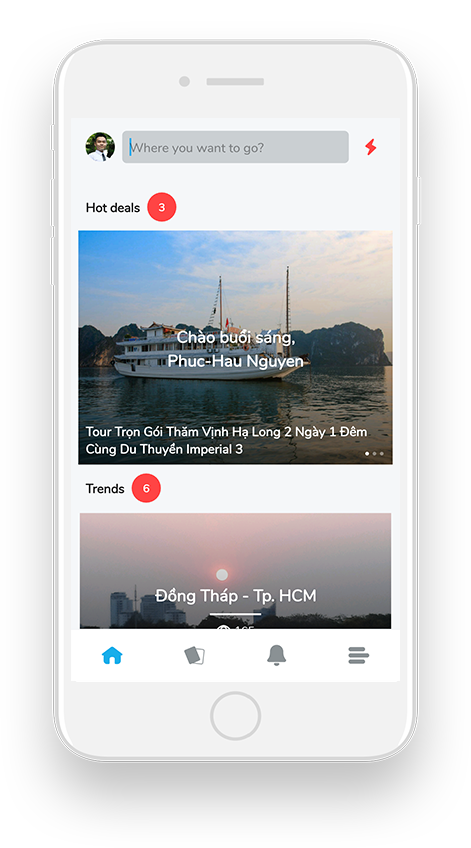 Where you want to go?
Hot deals 3
Chào buổi sáng,
Phuc-Hau Nguyen
Tour Trọn Gói Thăm Vịnh Hạ Long 2 Ngày 1 Đêm
Cùng Du Thuyền Imperial 3
Trends 6
Đồng Tháp - Tp. HCM